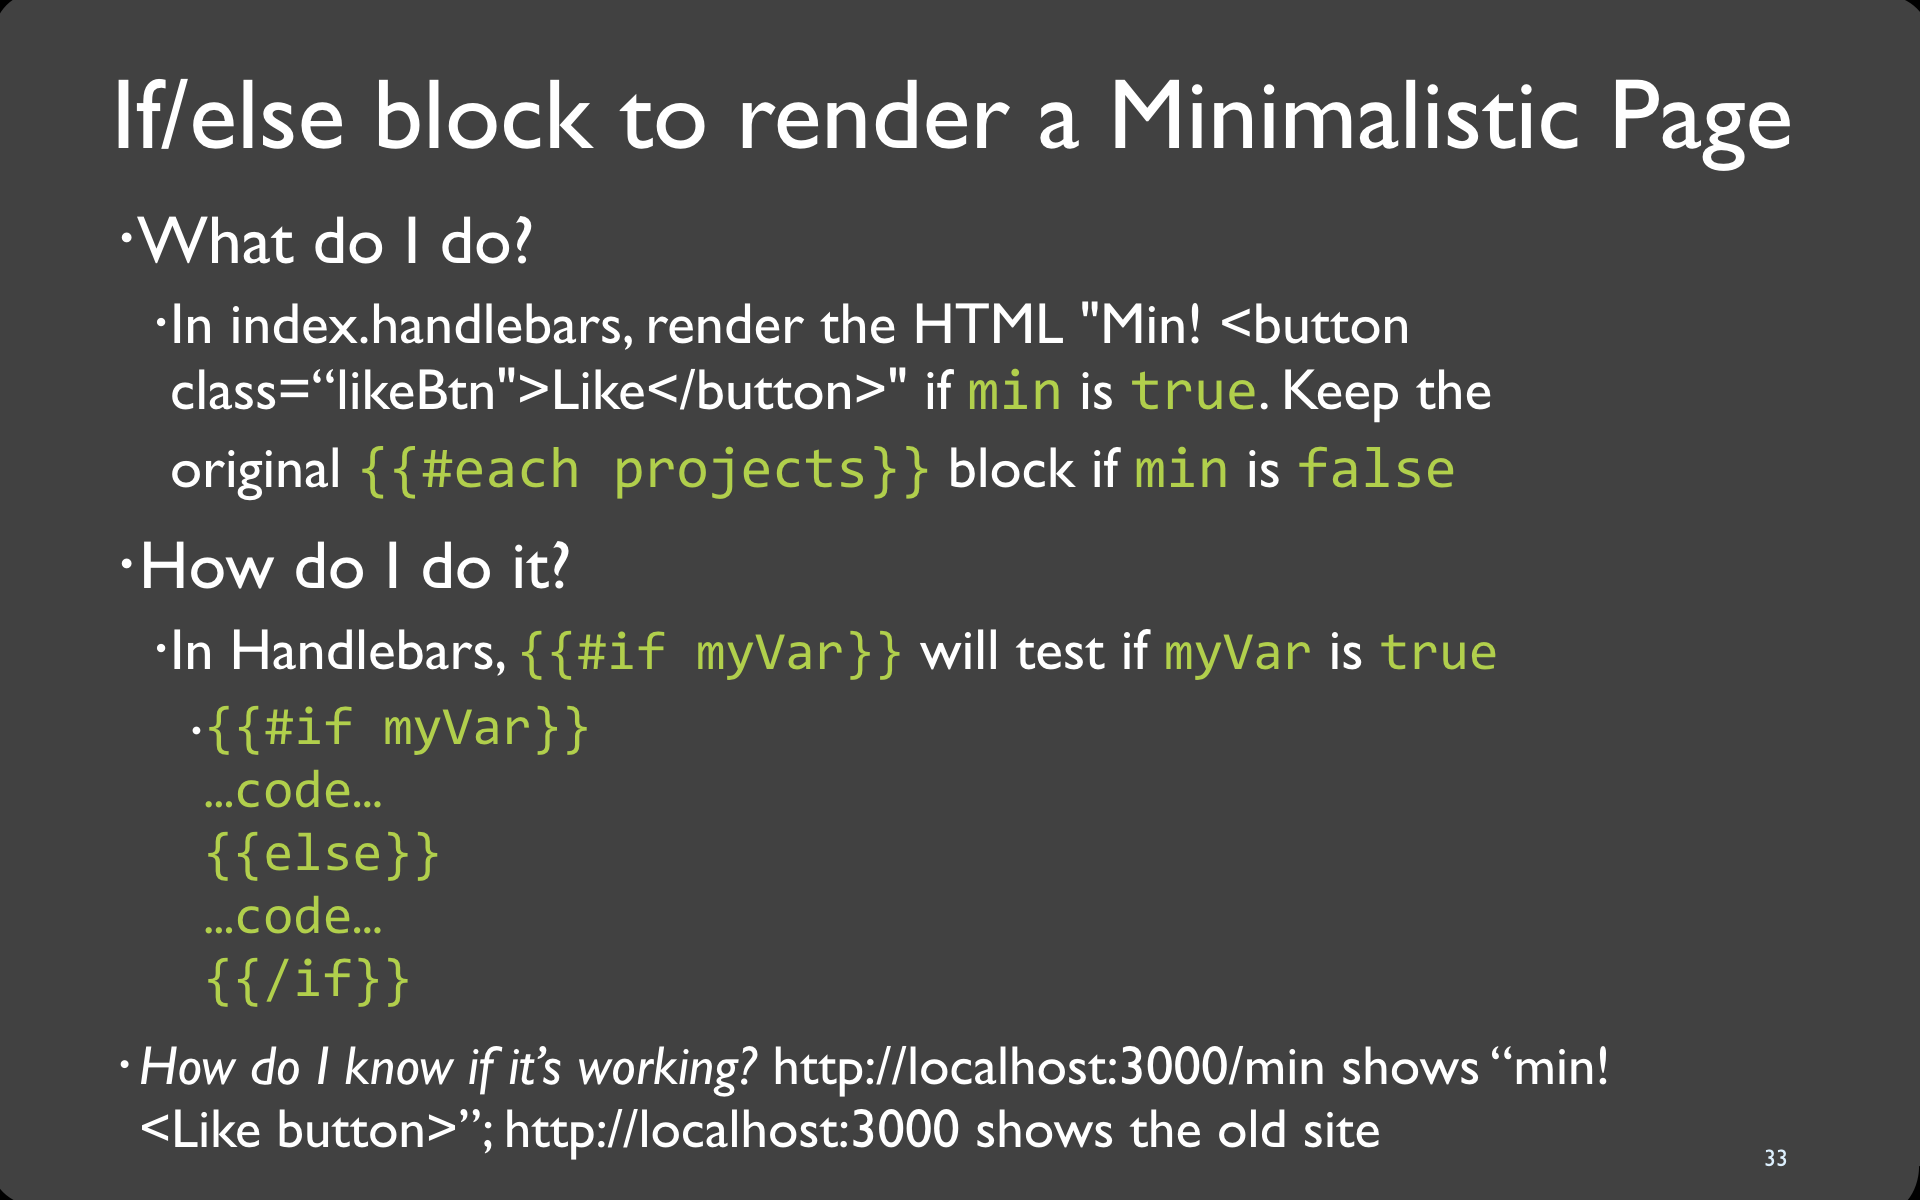 If/else block to render a Minimalistic Page
•What do I do?
•In index.handlebars, render the HTML "Min! <button
class=“likeBtn">Like</button>" if min is true. Keep the
original {{#each projects}} block if min is false
•How do I do it?
•In Handlebars, {{#if myVar}} will test if myVar is true
•{{#if myVar}}
…code…
{{else}}
…code…
{{/if}}
•How do I know if it’s working? http://localhost:3000/min shows “min!
<Like button>”; http://localhost:3000 shows the old site
33